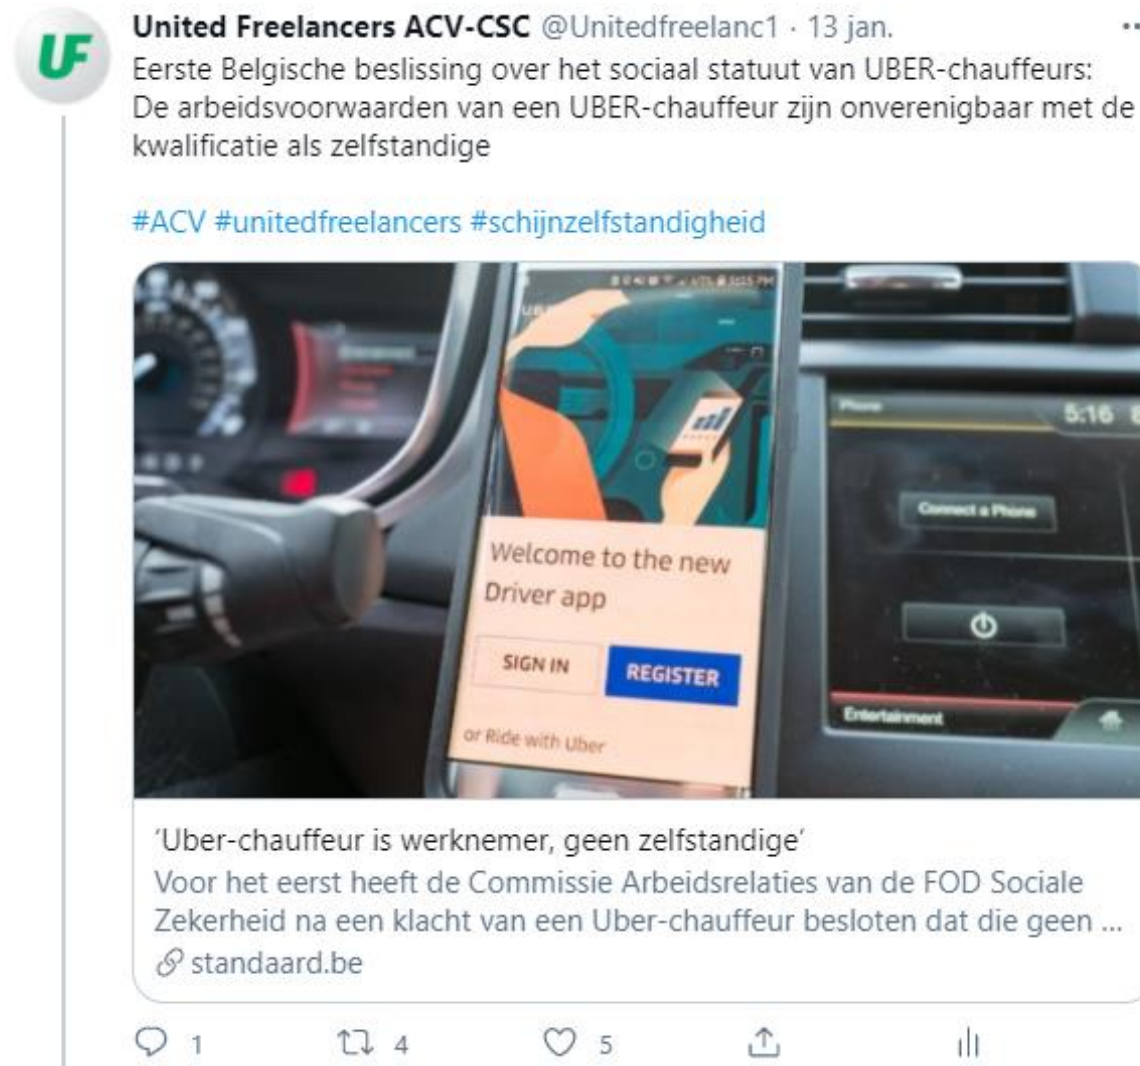 UF
United Freelancers ACV-CSC @Unitedfreelanc1 · 13 jan.
Eerste Belgische beslissing over het sociaal statuut van UBER-chauffeurs:
De arbeidsvoorwaarden van een UBER-chauffeur zijn onverenigbaar met de
kwalificatie als zelfstandige
#ACV #unitedfreelancers #schijnzelfstandigheid
Phone
5:16
Connect a Phone
Welcome to the new
Driver app
SIGN IN
REGISTER
or Ride with Uber
Entertainment
‘Uber-chauffeur is werknemer, geen zelfstandige’
Voor het eerst heeft de Commissie Arbeidsrelaties van de FOD Sociale
Zekerheid na een klacht van een Uber-chauffeur besloten dat die geen ...
standaard.be
1 4 5